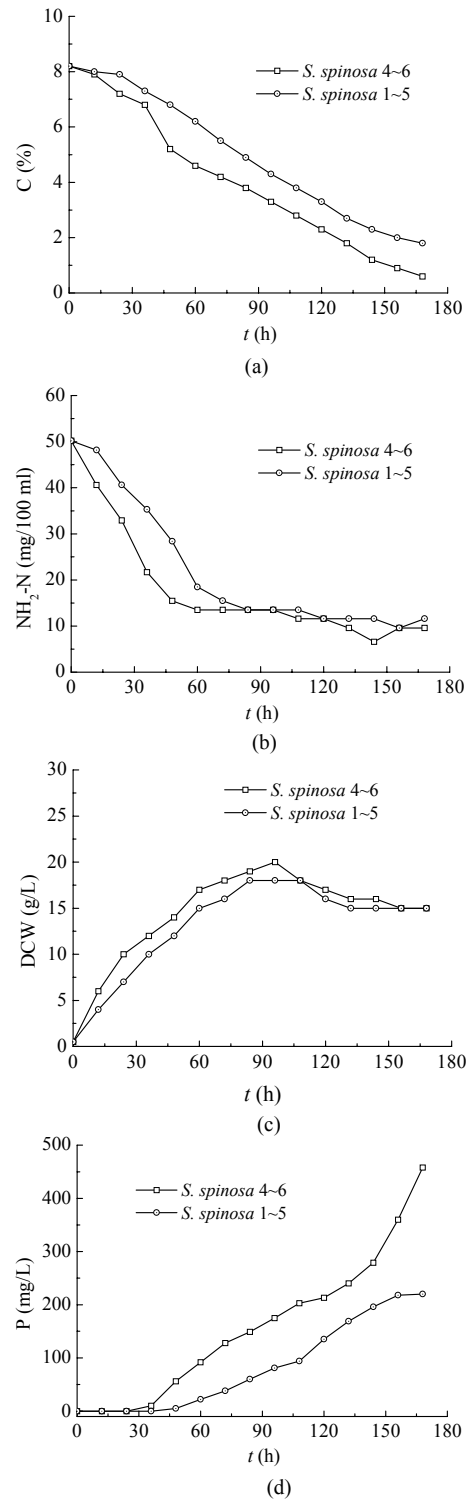 10
8
6
4
2
0
C (%)
S. spinosa 4~6
S. spinosa 1~5
0 30 60 90 120 150 180
t (h)
(a)
60
50
40
30
20
10
0
NH2-N (mg/100 ml)
S. spinosa 4~6
S. spinosa 1~5
0 30 60 90 120 150 180
t (h)
(b)
30
25
20
15
10
5
0
DCW (g/L)
S. spinosa 4~6
S. spinosa 1~5
0 30 60 90 120 150 180
t (h)
(c)
500
400
300
200
100
0
P (mg/L)
S. spinosa 4~6
S. spinosa 1~5
0 30 60 90 120 150 180
t (h)
(d)